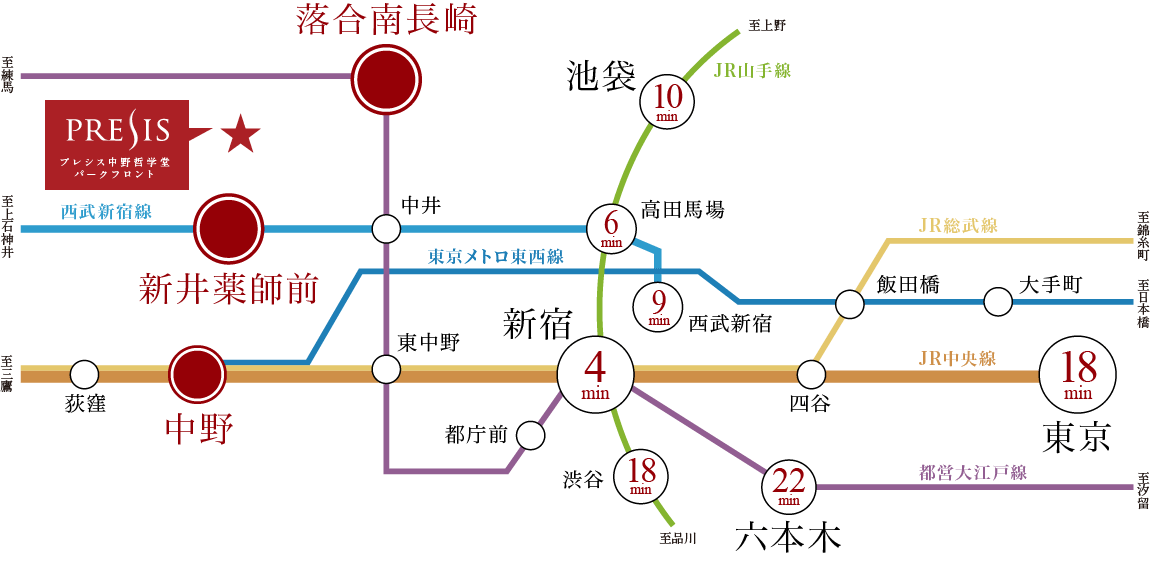 落合南長崎
至上野
至練馬
JR山手線
池袋
10
min
PRESIS
プレシス中野哲学堂
パークフロント
至上石神井
西武新宿線
中井
6
min
高田馬場
JR総武線
至錦糸町
東京メトロ東西線
新井薬師前
9
min
西武新宿
飯田橋
大手町
至日本橋
新宿
東中野
至三鷹
4
min
JR中央線
18
min
荻窪
中野
四谷
東京
都庁前
渋谷
18
min
22
min
都営大江戸線
至汐留
六本木
至品川